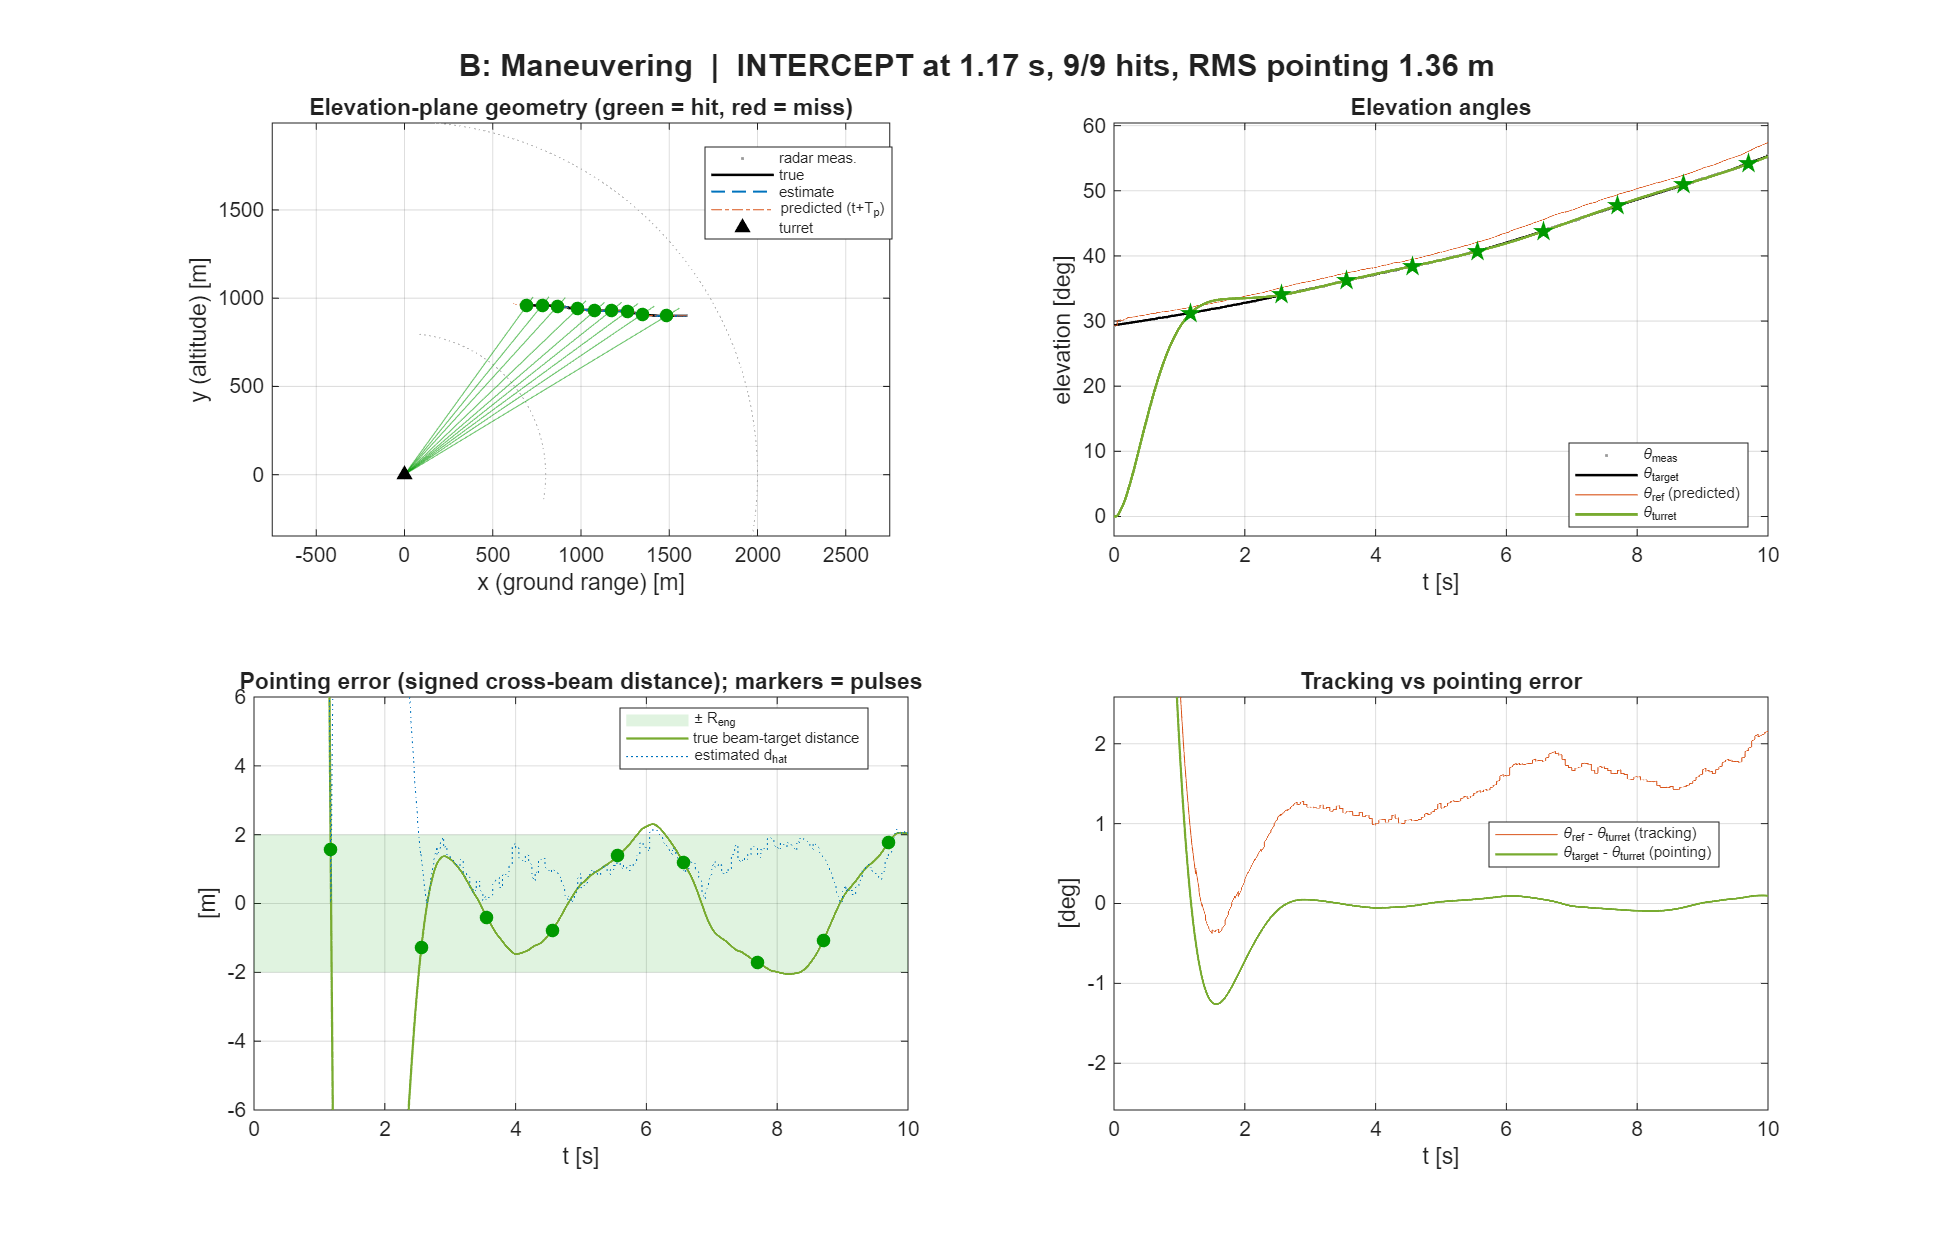 B: Maneuvering | INTERCEPT at 1.17 s, 9/9 hits, RMS pointing 1.36 m
Elevation-plane geometry (green = hit, red = miss)
radar meas.
true
estimate
predicted (t+Tp)
turret
1500
1000
500
0
-500
0
500
1000
1500
2000
2500
y (altitude) [m]
x (ground range) [m]
Elevation angles
60
50
40
30
20
10
0
θmeas
θtarget
θref (predicted)
θturret
0
2
4
6
8
10
elevation [deg]
t [s]
Pointing error (signed cross-beam distance); markers = pulses
± Reng
true beam-target distance
estimated dhat
6
4
2
0
-2
-4
-6
0
2
4
6
8
10
[m]
t [s]
Tracking vs pointing error
2
1
0
-1
-2
θref - θturret (tracking)
θtarget - θturret (pointing)
0
2
4
6
8
10
[deg]
t [s]